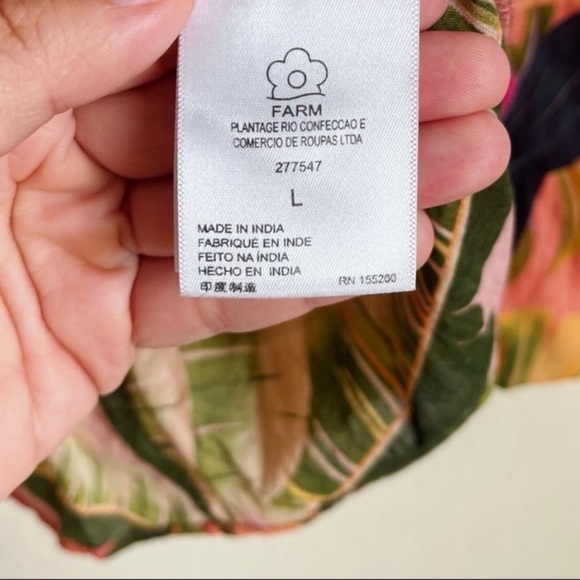 FARM
PLANTAGE RIO CONFECCAO E
COMERCIO DE ROUPAS LTDA
277547
L
MADE IN INDIA
FABRIQUÉ EN INDE
FEITO NA ÍNDIA
HECHO EN INDIA
印度制造
RN 155200